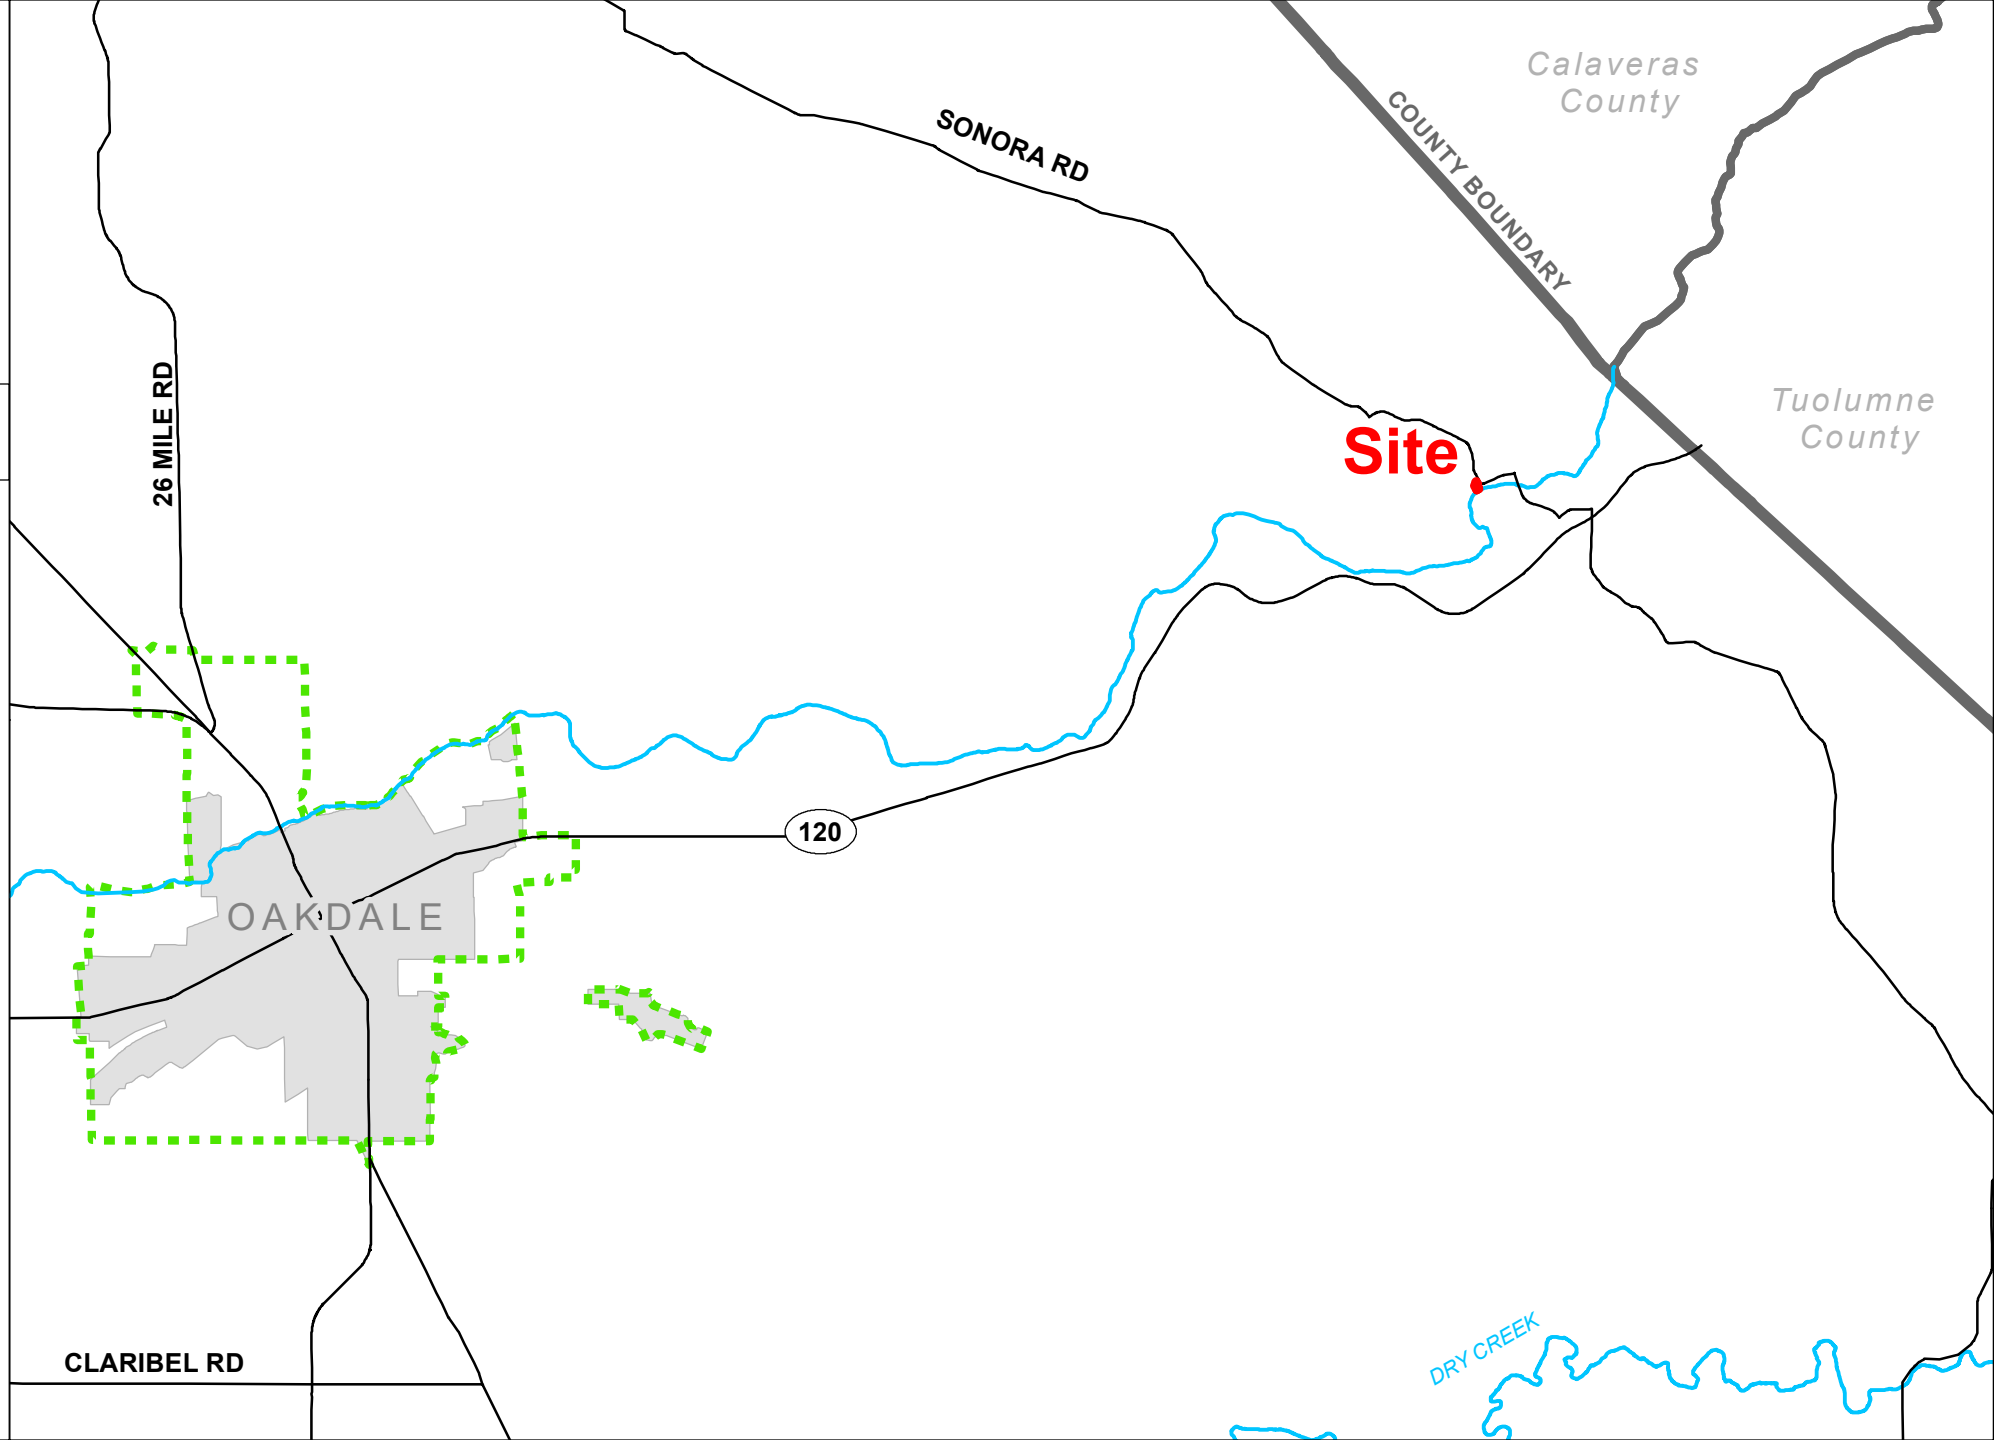 Calaveras
County
SONORA RD
COUNTY BOUNDARY
26 MILE RD
Tuolumne
County
Site
120
OAKDALE
CLARIBEL RD
DRY CREEK